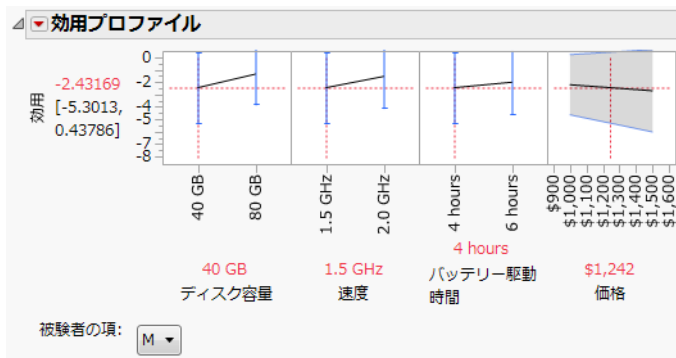 効用プロファイル
効用
-2.43169
[-5.3013,
0.43786]
0
-2
-4
-5
-7
-8
40 GB
80 GB
1.5 GHz
2.0 GHz
4 hours
6 hours
$900
$1,000
$1,100
$1,200
$1,300
$1,400
$1,500
$1,600
40 GB
ディスク容量
1.5 GHz
速度
4 hours
バッテリー駆動
時間
$1,242
価格
被験者の項:
M